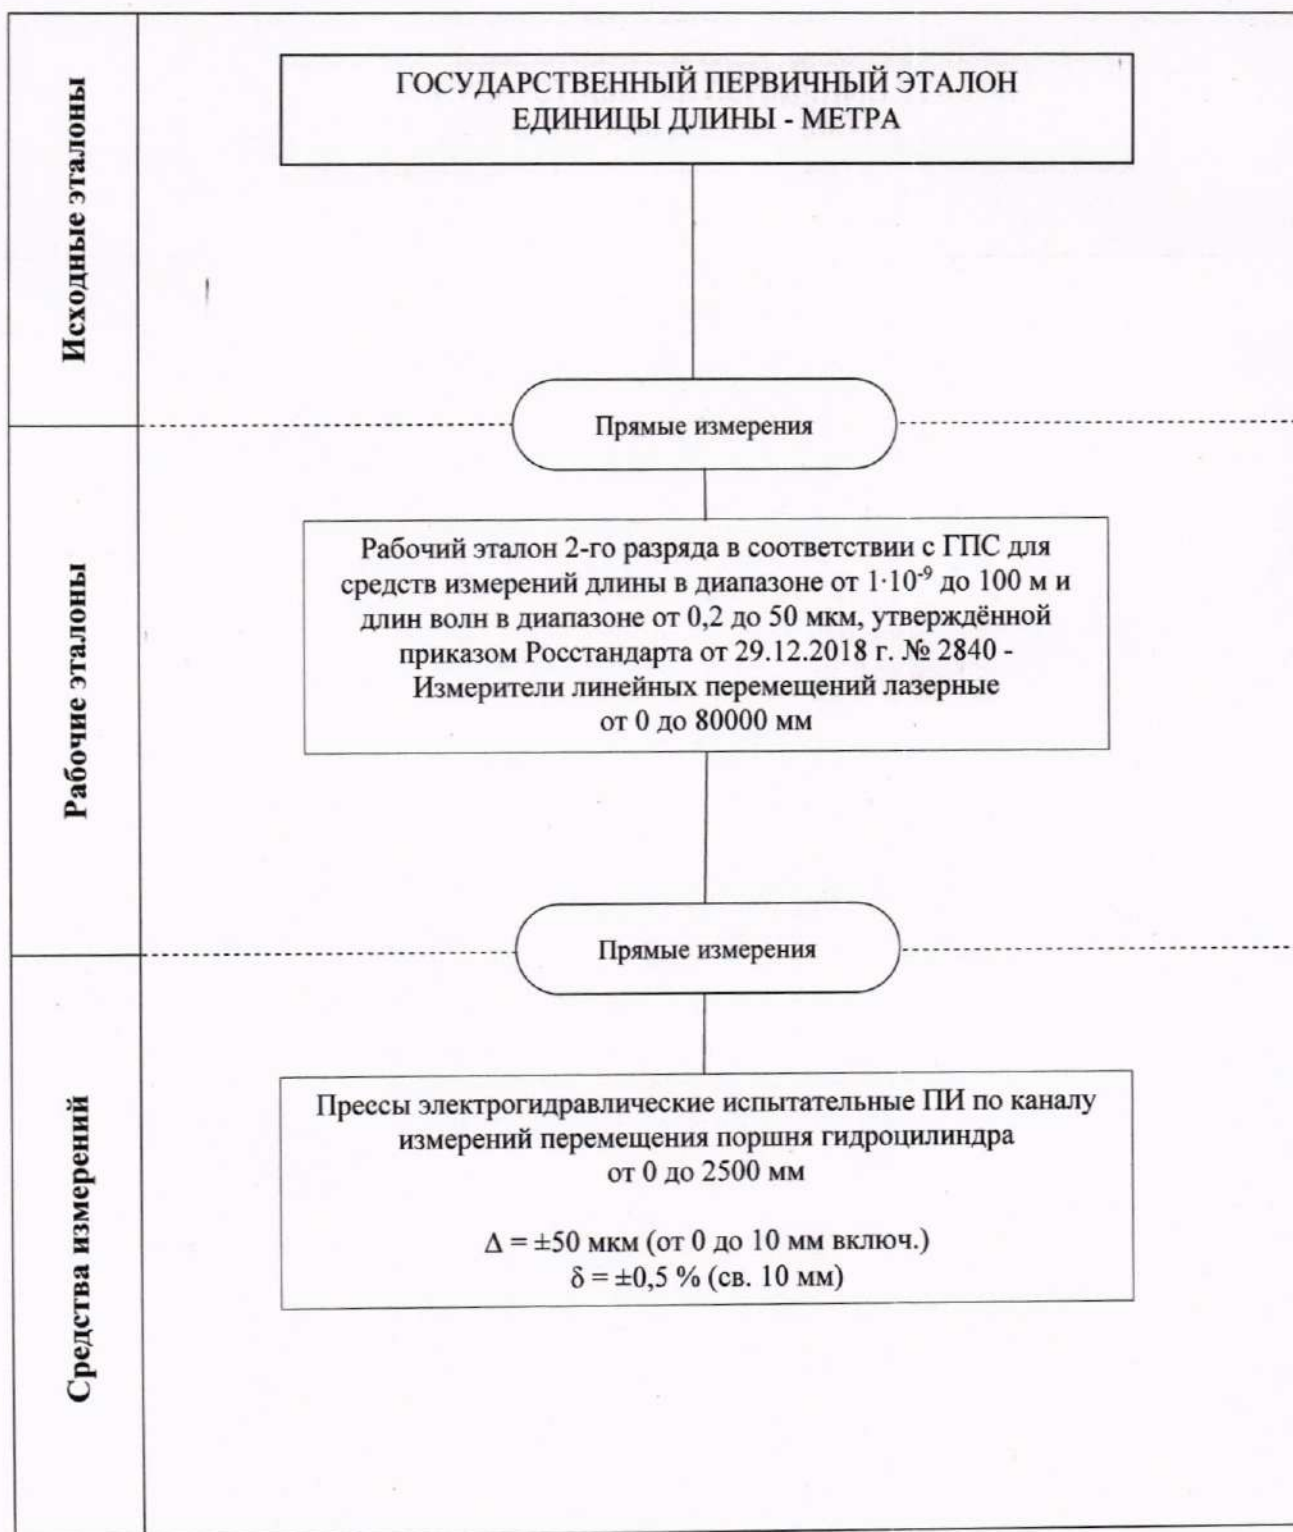 Исходные эталоны
ГОСУДАРСТВЕННЫЙ ПЕРВИЧНЫЙ ЭТАЛОН
ЕДИНИЦЫ ДЛИНЫ - МЕТРА
Прямые измерения
Рабочие эталоны
Рабочий эталон 2-го разряда в соответствии с ГПС для
средств измерений длины в диапазоне от 1·10⁻⁹ до 100 м и
длин волн в диапазоне от 0,2 до 50 мкм, утверждённой
приказом Росстандарта от 29.12.2018 г. № 2840 -
Измерители линейных перемещений лазерные
от 0 до 80000 мм
Прямые измерения
Средства измерений
Прессы электрогидравлические испытательные ПИ по каналу
измерений перемещения поршня гидроцилиндра
от 0 до 2500 мм
Δ = ±50 мкм (от 0 до 10 мм включ.)
δ = ±0,5 % (св. 10 мм)